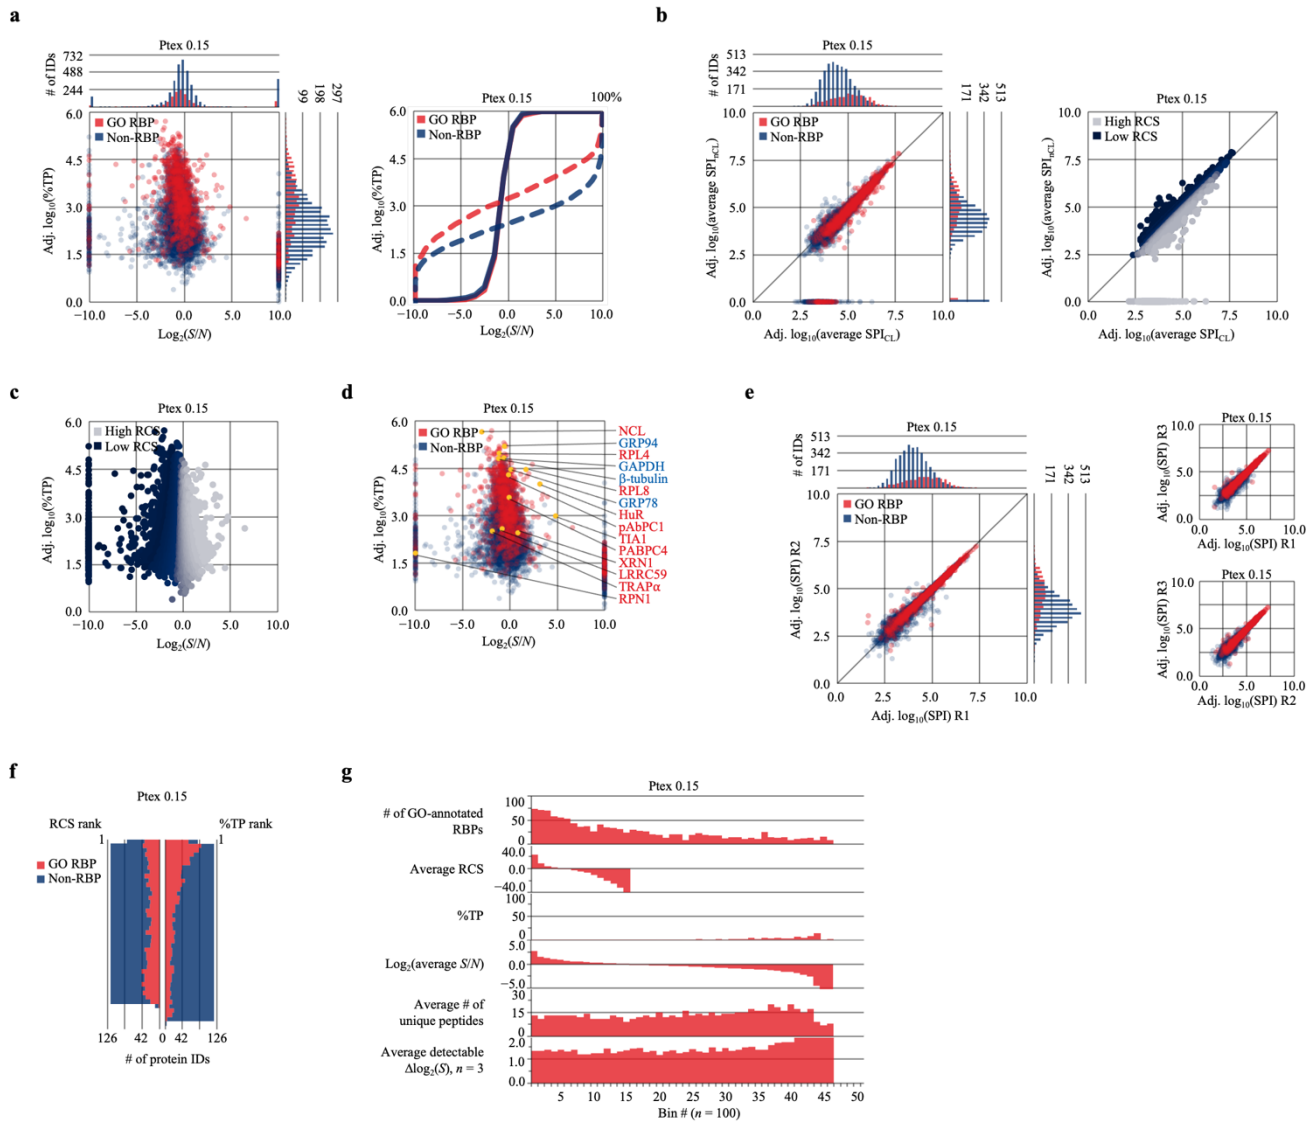 a
Ptex 0.15
# of IDs
732
488
244
99
198
297
GO RBP
Non-RBP
Adj. log10(%TP)
6.0
4.5
3.0
1.5
0.0
−10.0 −5.0 0.0 5.0 10.0
Log2(S/N)
Ptex 0.15
100%
GO RBP
Non-RBP
Adj. log10(%TP)
6.0
4.5
3.0
1.5
0.0
−10.0 −5.0 0.0 5.0 10.0
Log2(S/N)
b
Ptex 0.15
# of IDs
513
342
171
171
342
513
GO RBP
Non-RBP
Adj. log10(average SPInCL)
10.0
7.5
5.0
2.5
0.0
0.0 2.5 5.0 7.5 10.0
Adj. log10(average SPICL)
Ptex 0.15
High RCS
Low RCS
Adj. log10(average SPInCL)
10.0
7.5
5.0
2.5
0.0
0.0 2.5 5.0 7.5 10.0
Adj. log10(average SPICL)
c
Ptex 0.15
High RCS
Low RCS
Adj. log10(%TP)
6.0
4.5
3.0
1.5
0.0
−10.0 −5.0 0.0 5.0 10.0
Log2(S/N)
d
Ptex 0.15
GO RBP
Non-RBP
Adj. log10(%TP)
6.0
4.5
3.0
1.5
0.0
−10.0 −5.0 0.0 5.0 10.0
Log2(S/N)
NCL
GRP94
RPL4
GAPDH
β-tubulin
RPL8
GRP78
HuR
pAbPC1
TIA1
PABPC4
XRN1
LRRC59
TRAPα
RPN1
e
Ptex 0.15
# of IDs
513
342
171
171
342
513
GO RBP
Non-RBP
Adj. log10(SPI) R2
10.0
7.5
5.0
2.5
0.0
0.0 2.5 5.0 7.5 10.0
Adj. log10(SPI) R1
Ptex 0.15
Adj. log10(SPI) R3
10.0
5.0
0.0
0.0 5.0 10.0
Adj. log10(SPI) R1
Ptex 0.15
Adj. log10(SPI) R3
10.0
5.0
0.0
0.0 5.0 10.0
Adj. log10(SPI) R2
f
Ptex 0.15
RCS rank %TP rank
1 1
GO RBP
Non-RBP
126 42 0 42 126
# of protein IDs
g
Ptex 0.15
# of GO-annotated
RBPs
100
50
0
Average RCS
40.0
0.0
−40.0
%TP
100
50
0
Log2(average S/N)
5.0
0.0
−5.0
Average # of
unique peptides
30
15
0
Average detectable
Δlog2(S), n = 3
2.0
1.0
0.0
5 10 15 20 25 30 35 40 45 50
Bin # (n = 100)